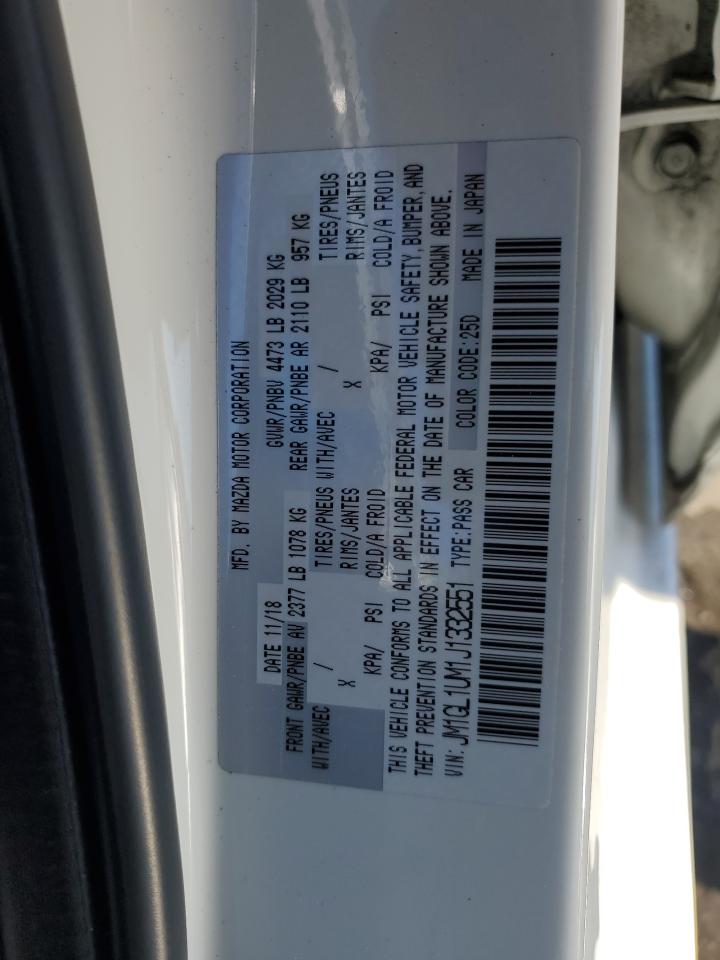 MFD. BY MAZDA MOTOR CORPORATION
DATE 11/18 GVWR/PNBV 4473 LB 2029 KG
FRONT GAWR/PNBE AV 2377 LB 1078 KG REAR GAWR/PNBE AR 2110 LB 957 KG
WITH/AVEC / TIRES/PNEUS WITH/AVEC / TIRES/PNEUS
X RIMS/JANTES X RIMS/JANTES
KPA/ PSI COLD/A FROID KPA/ PSI COLD/A FROID
THIS VEHICLE CONFORMS TO ALL APPLICABLE FEDERAL MOTOR VEHICLE SAFETY, BUMPER, AND
THEFT PREVENTION STANDARDS IN EFFECT ON THE DATE OF MANUFACTURE SHOWN ABOVE.
VIN: JM1GL1UM1J1332551 TYPE:PASS CAR COLOR CODE:25D MADE IN JAPAN